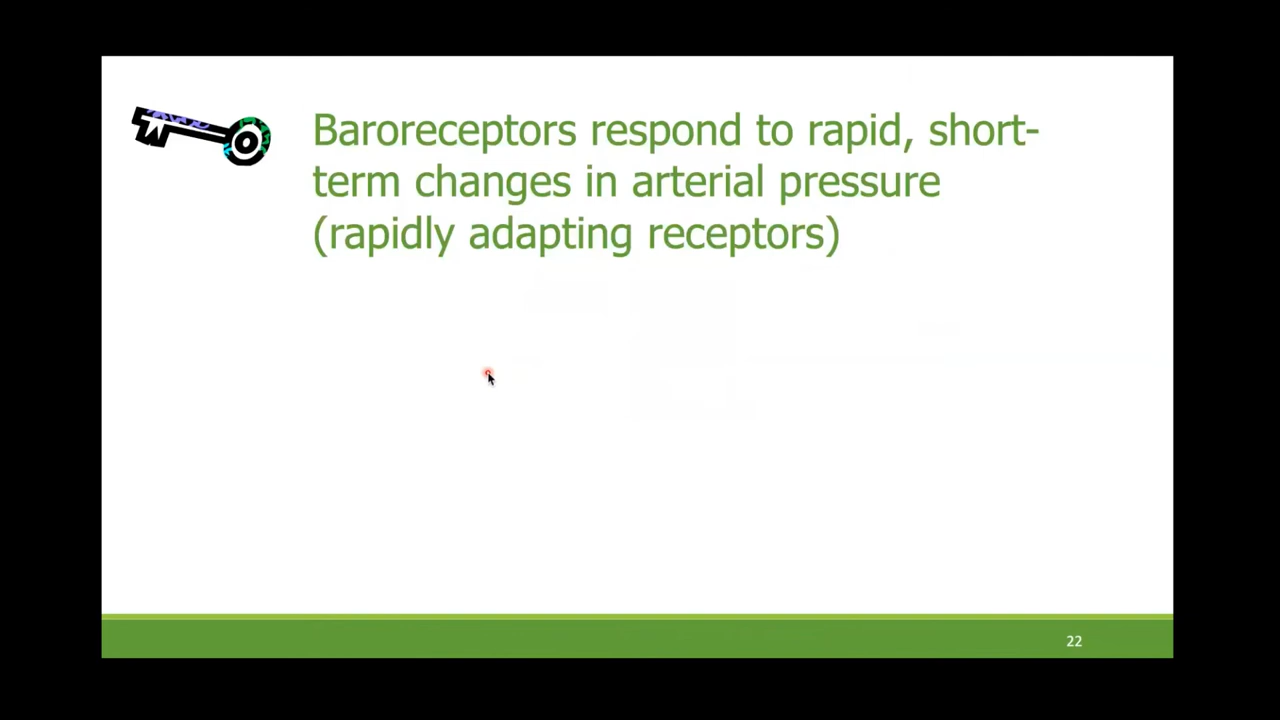 Baroreceptors respond to rapid, short-
term changes in arterial pressure
(rapidly adapting receptors)
22